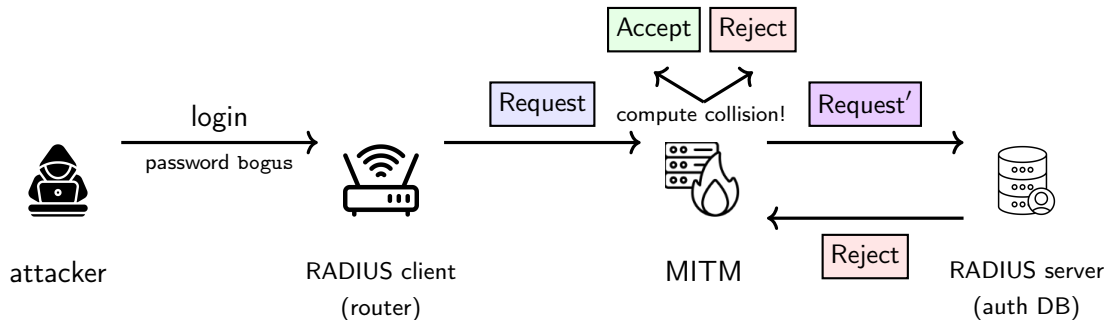 Accept
Reject
login
password bogus
Request
compute collision!
Request′
Reject
attacker
RADIUS client
(router)
MITM
RADIUS server
(auth DB)